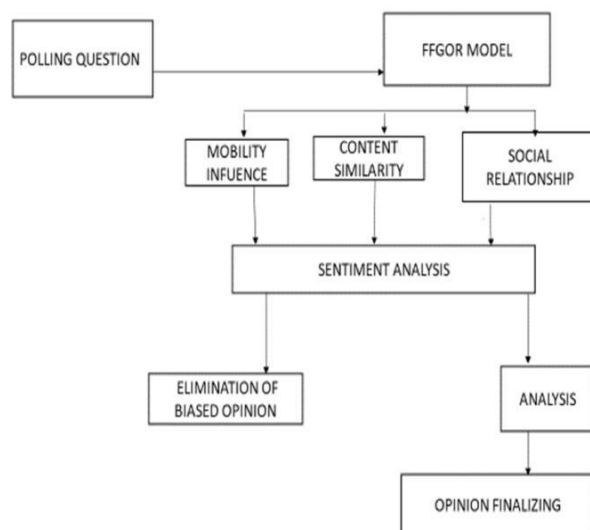 POLLING QUESTION
FFGOR MODEL
MOBILITY
INFUENCE
CONTENT
SIMILARITY
SOCIAL
RELATIONSHIP
SENTIMENT ANALYSIS
ELIMINATION OF
BIASED OPINION
ANALYSIS
OPINION FINALIZING